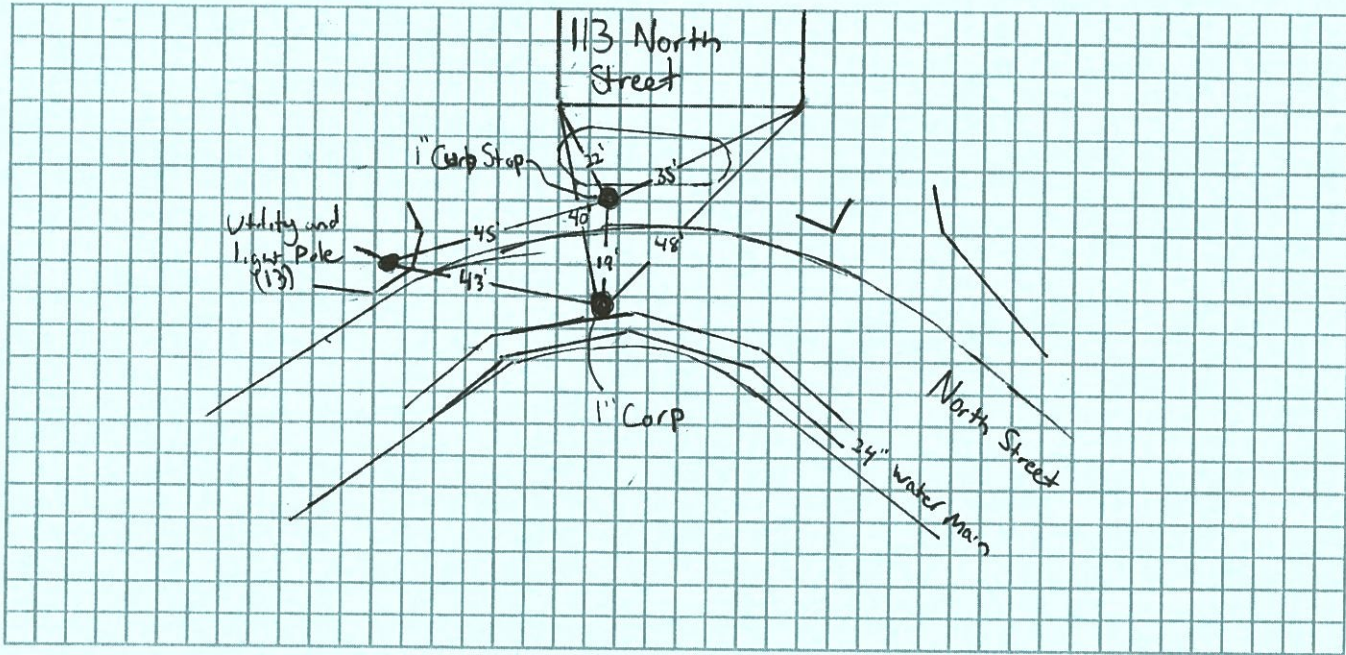 113 North
Street
1" Curb Stop
22'
35'
Utility and
light Pole
(13)
45'
40'
48'
19'
43'
1" Corp
North Street
24" water Main